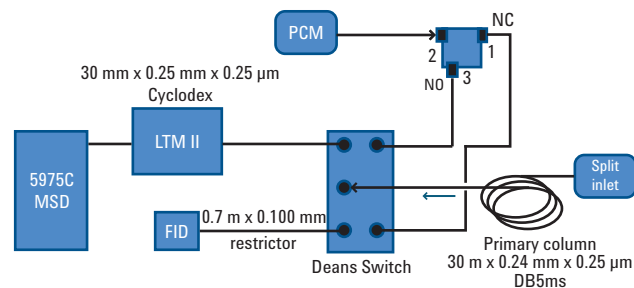 PCM
NC
2
1
NO
3
30 mm x 0.25 mm x 0.25 µm
Cyclodex
LTM II
5975C
MSD
Split
inlet
FID
0.7 m x 0.100 mm
restrictor
Deans Switch
Primary column
30 m x 0.24 mm x 0.25 µm
DB5ms